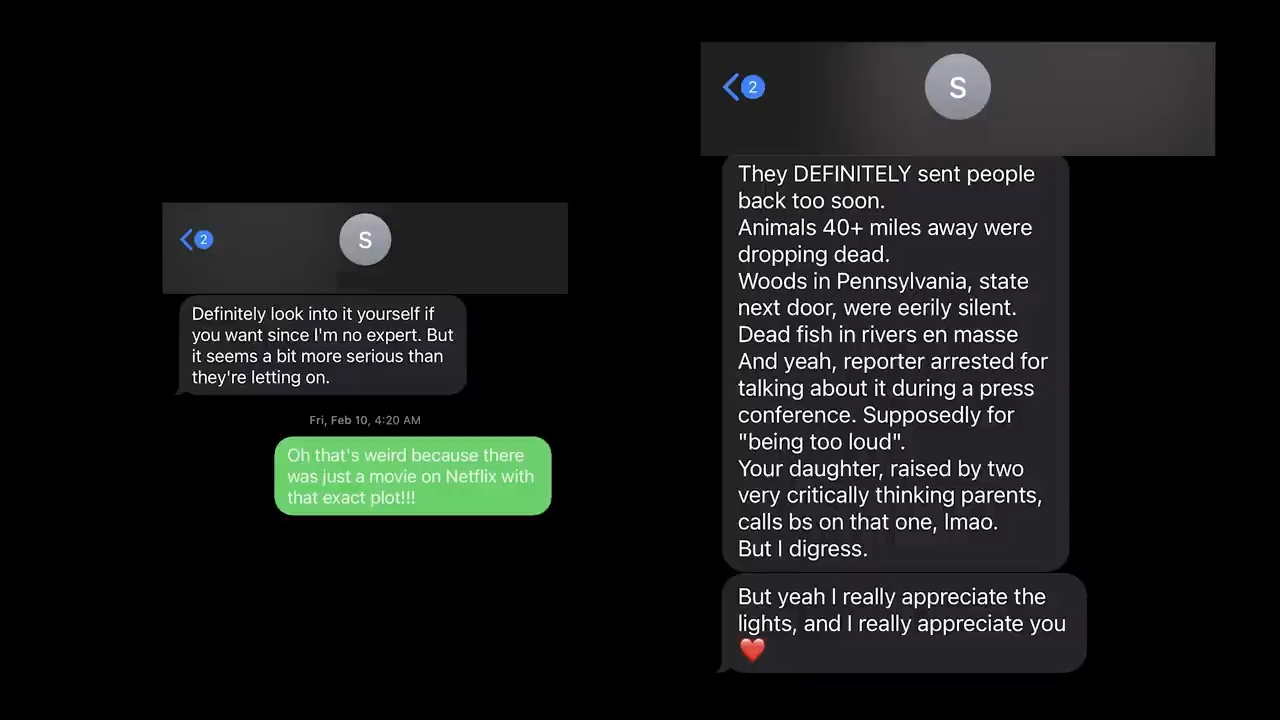 2
S
Definitely look into it yourself if
you want since I'm no expert. But
it seems a bit more serious than
they're letting on.
Fri, Feb 10, 4:20 AM
Oh that's weird because there
was just a movie on Netflix with
that exact plot!!!
2
S
They DEFINITELY sent people
back too soon.
Animals 40+ miles away were
dropping dead.
Woods in Pennsylvania, state
next door, were eerily silent.
Dead fish in rivers en masse
And yeah, reporter arrested for
talking about it during a press
conference. Supposedly for
"being too loud".
Your daughter, raised by two
very critically thinking parents,
calls bs on that one, lmao.
But I digress.
But yeah I really appreciate the
lights, and I really appreciate you
❤️